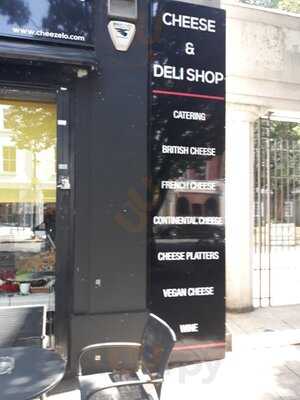 www.cheezelo.com
CHEESE
&
DELI SHOP
CATERING
BRITISH CHEESE
FRENCH CHEESE
CONTINENTAL CHEESE
CHEESE PLATTERS
VEGAN CHEESE
WINE